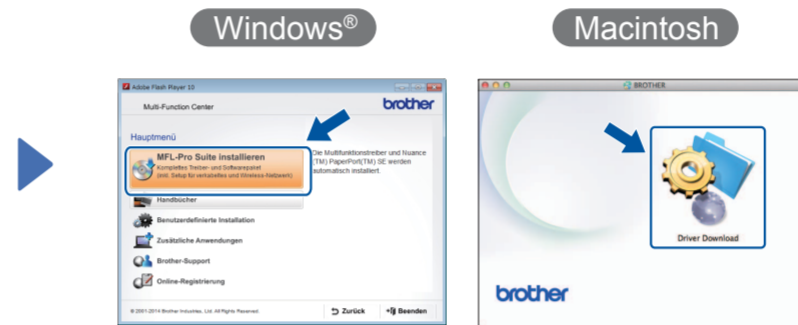 Windows®
Macintosh
Adobe Flash Player 10
Multi-Function Center
brother
Hauptmenü
MFL-Pro Suite installieren
Komplettes Treiber- und Softwarepaket
(inkl. Setup für verkabeltes und Wireless-Netzwerk)
Die Multifunktionstreiber und Nuance
(TM) PaperPort(TM) SE werden
automatisch installiert.
Handbücher
Benutzerdefinierte Installation
Zusätzliche Anwendungen
Brother-Support
Online-Registrierung
© 2001-2014 Brother Industries, Ltd. All Rights Reserved.
Zurück
Beenden
BROTHER
Driver Download
brother